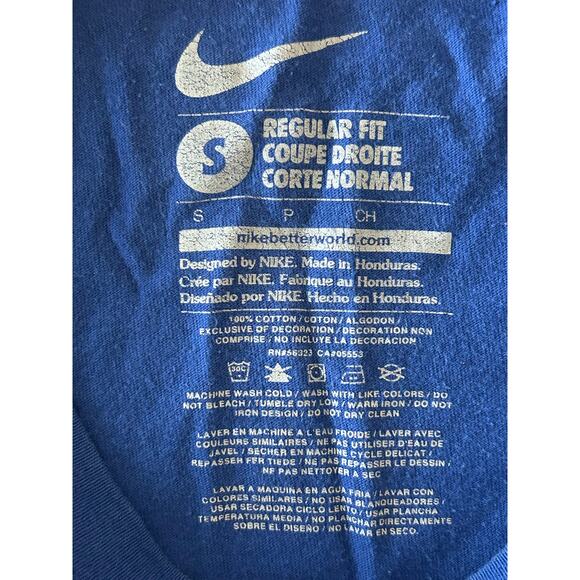 S
REGULAR FIT
COUPE DROITE
CORTE NORMAL
S P CH
nikebetterworld.com
Designed by NIKE. Made in Honduras.
Crée par NIKE. Fabrique au Honduras.
Diseñado por NIKE. Hecho en Honduras.
100% COTTON / COTON / ALGODON
EXCLUSIVE OF DECORATION / DECORATION NON
COMPRISE / NO INCLUYE LA DECORACION
RN#56323 CA#05553
30C
MACHINE WASH COLD / WASH WITH LIKE COLORS / DO
NOT BLEACH / TUMBLE DRY LOW / WARM IRON / DO NOT
IRON DESIGN / DO NOT DRY CLEAN
LAVER EN MACHINE A L'EAU FROIDE / LAVER AVEC
COULEURS SIMILAIRES / NE PAS UTILISER D'EAU DE
JAVEL / SÉCHER EN MACHINE CYCLE DELICAT /
REPASSER FER TIEDE / NE PAS REPASSER LE DESSIN /
NE PAS NETTOYER A SEC
LAVAR A MAQUINA EN AGUA FRIA / LAVAR CON
COLORES SIMILARES / NO USAR BLANQUEADORES /
USAR SECADORA CICLO LENTO / USAR PLANCHA
TEMPERATURA MEDIA / NO PLANCHAR DIRECTAMENTE
SOBRE EL DISEÑO / NO LAVAR EN SECO.